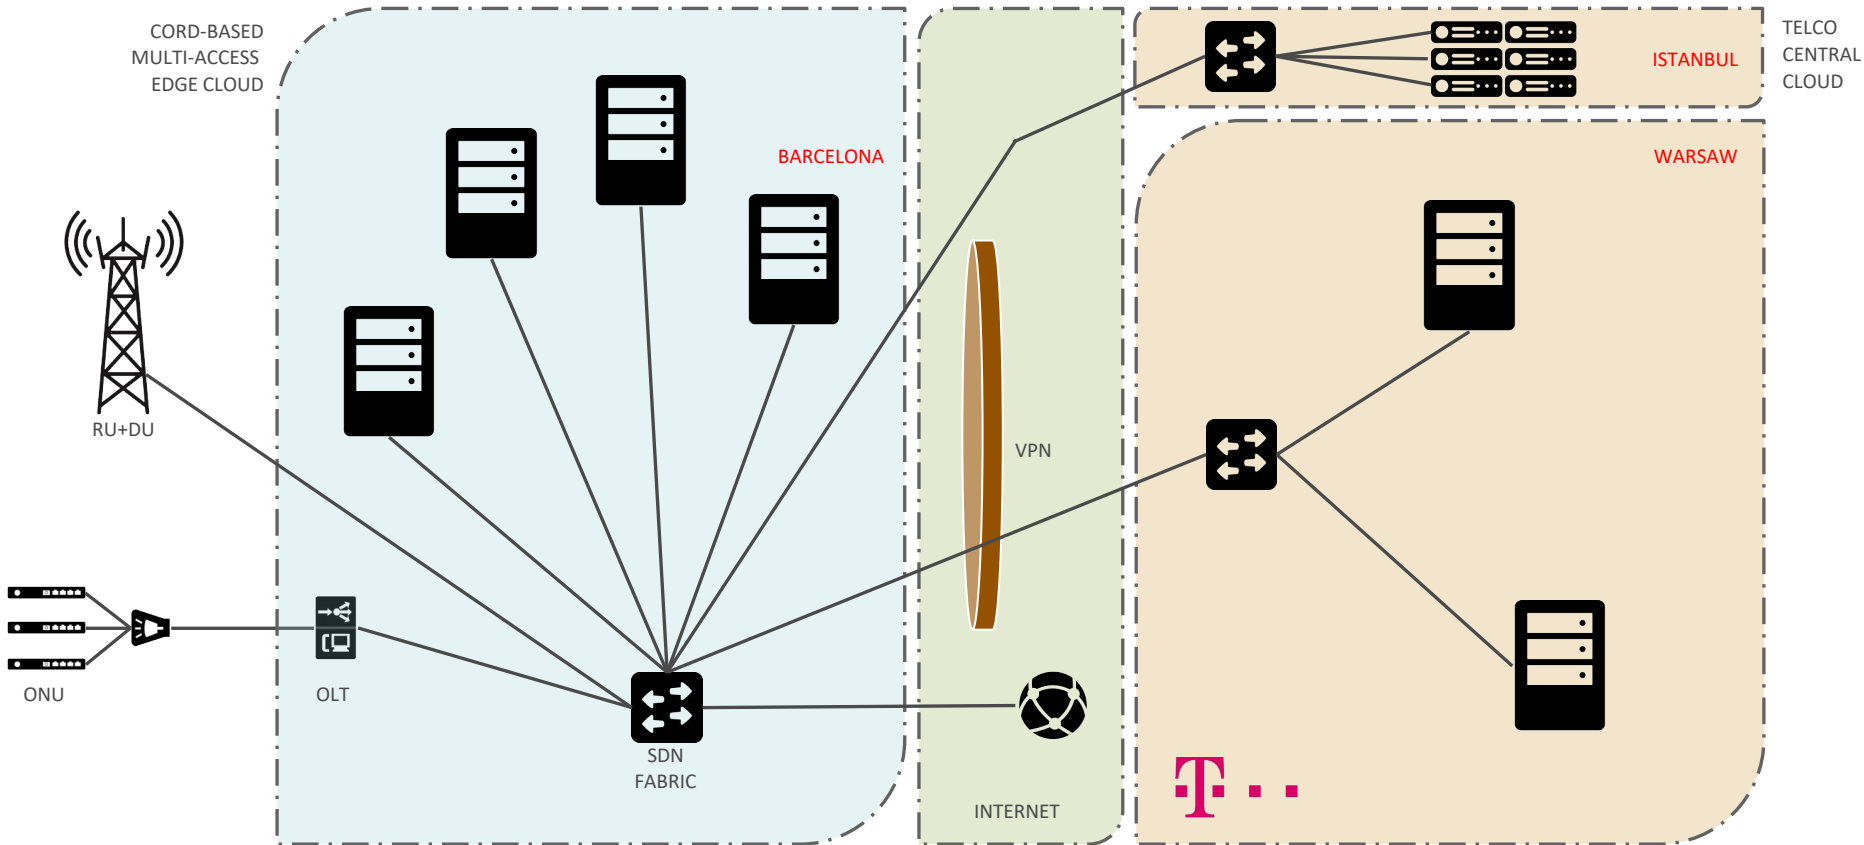 CORD-BASED
MULTI-ACCESS
EDGE CLOUD
BARCELONA
ISTANBUL
TELCO
CENTRAL
CLOUD
WARSAW
RU+DU
VPN
ONU
OLT
SDN
FABRIC
INTERNET
T